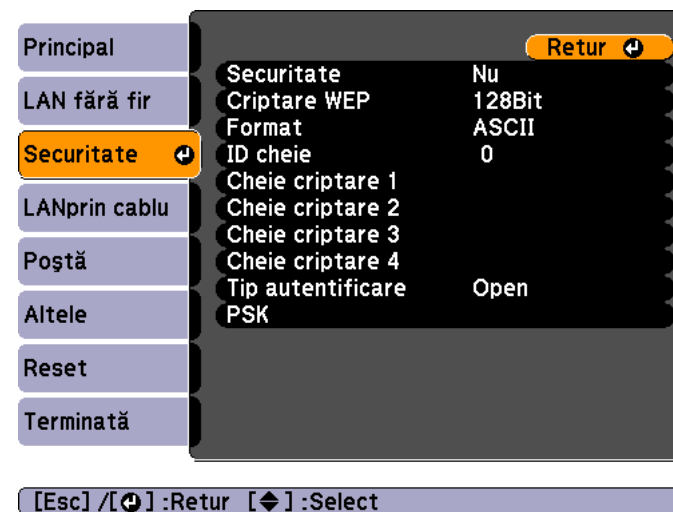 Principal
LAN fără fir
Securitate
LANprin cablu
Poştă
Altele
Reset
Terminată
Retur
Securitate Nu
Criptare WEP 128Bit
Format ASCII
ID cheie 0
Cheie criptare 1
Cheie criptare 2
Cheie criptare 3
Cheie criptare 4
Tip autentificare Open
PSK
[Esc] /[⏎] :Retur [◆] :Select